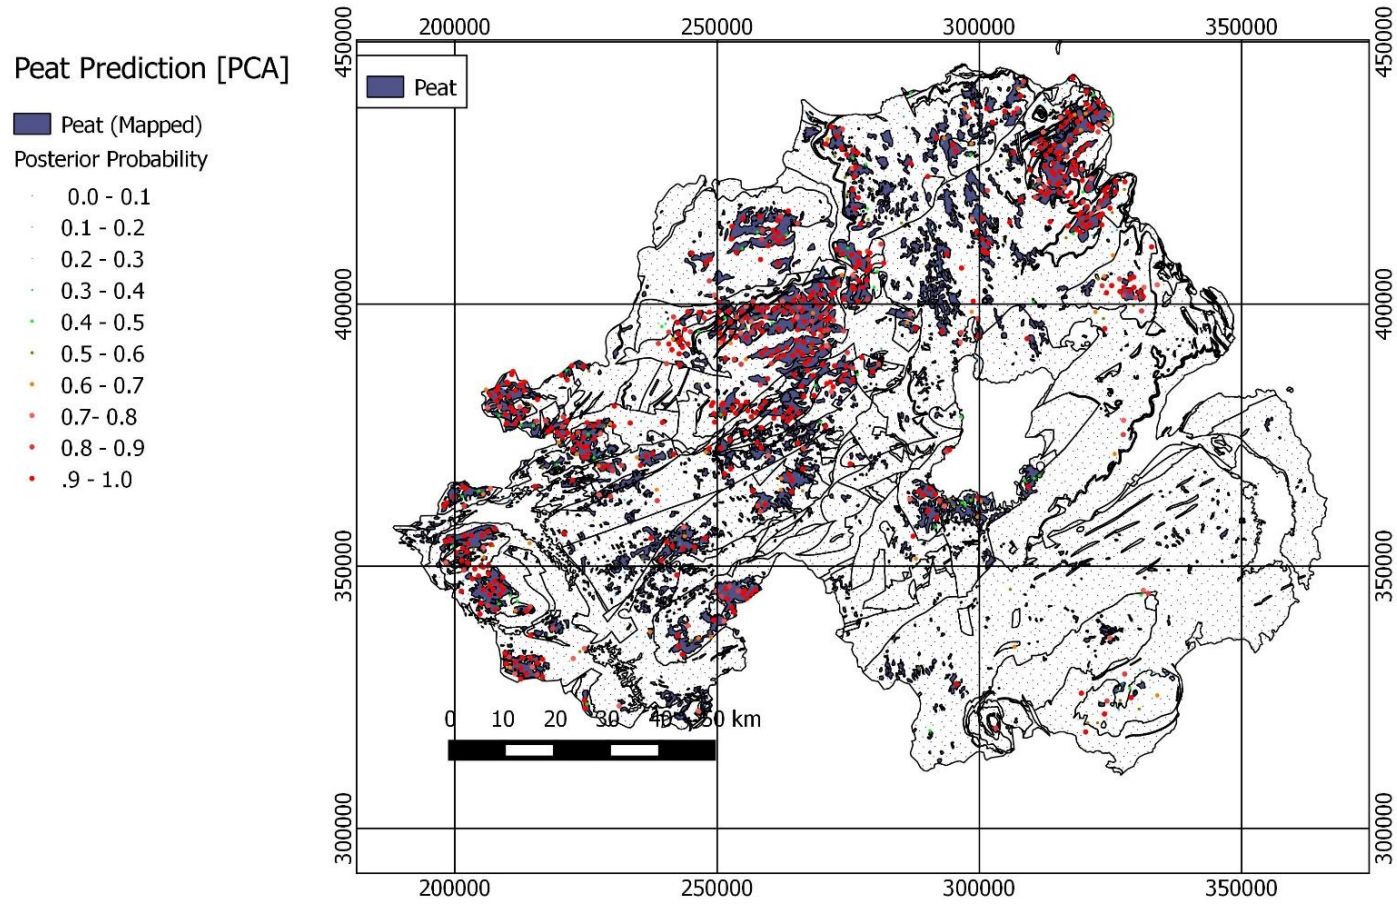 200000 250000 300000 350000
450000 450000
Peat Prediction [PCA]
Peat
Peat (Mapped)
Posterior Probability
0.0 - 0.1
0.1 - 0.2
0.2 - 0.3
0.3 - 0.4
0.4 - 0.5
0.5 - 0.6
0.6 - 0.7
0.7- 0.8
0.8 - 0.9
.9 - 1.0
400000 400000
350000 350000
0 10 20 30 40 50 km
300000 300000
200000 250000 300000 350000